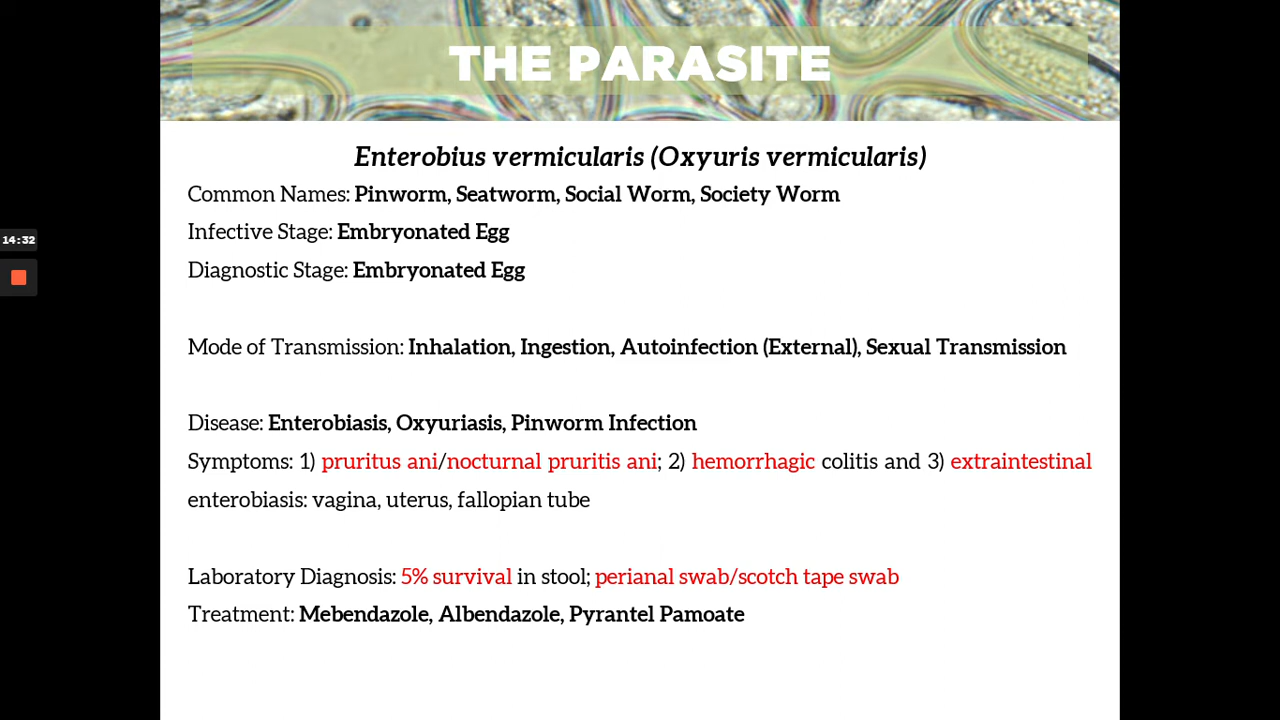 THE PARASITE
Enterobius vermicularis (Oxyuris vermicularis)
Common Names: Pinworm, Seatworm, Social Worm, Society Worm
Infective Stage: Embryonated Egg
14:32
Diagnostic Stage: Embryonated Egg
Mode of Transmission: Inhalation, Ingestion, Autoinfection (External), Sexual Transmission
Disease: Enterobiasis, Oxyuriasis, Pinworm Infection
Symptoms: 1) pruritus ani/nocturnal pruritis ani; 2) hemorrhagic colitis and 3) extraintestinal
enterobiasis: vagina, uterus, fallopian tube
Laboratory Diagnosis: 5% survival in stool; perianal swab/scotch tape swab
Treatment: Mebendazole, Albendazole, Pyrantel Pamoate